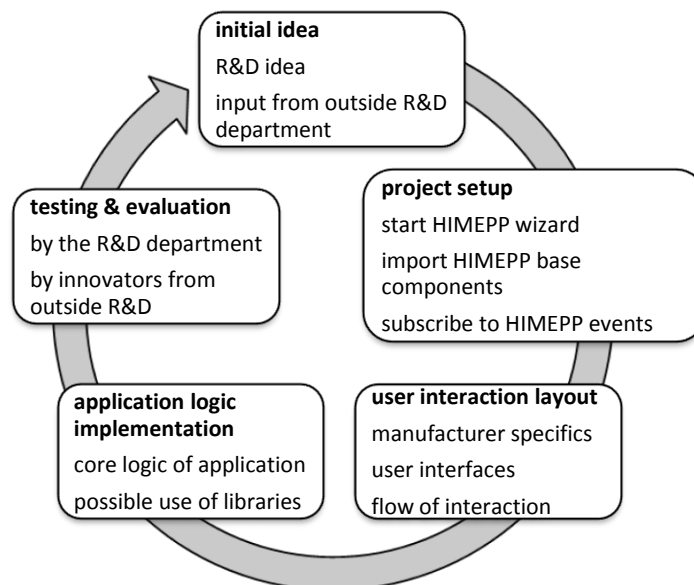 initial idea
R&D idea
input from outside R&D
department
project setup
start HIMEPP wizard
import HIMEPP base
components
subscribe to HIMEPP events
user interaction layout
manufacturer specifics
user interfaces
flow of interaction
application logic
implementation
core logic of application
possible use of libraries
testing & evaluation
by the R&D department
by innovators from
outside R&D